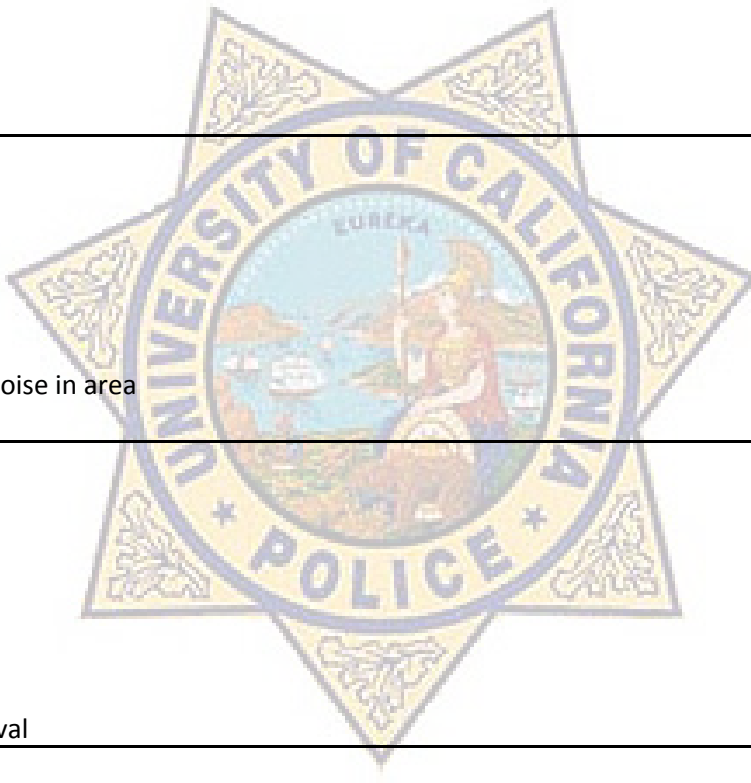 UNIVERSITY OF CALIFORNIA
EUREKA
oise in area
* POLICE *
val